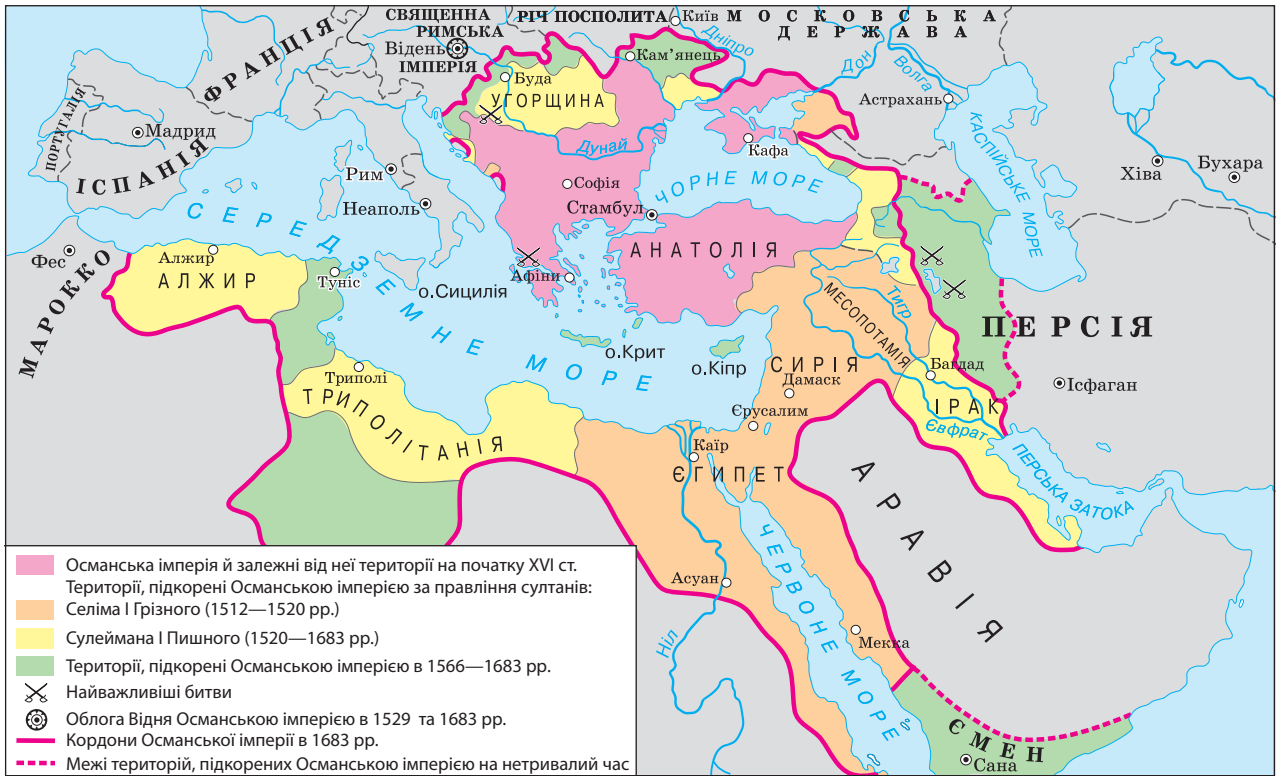 СВЯЩЕННА
РИМСЬКА
ІМПЕРІЯ
РІЧ ПОСПОЛИТА
Київ
МОСКОВСЬКА
ДЕРЖАВА
Відень
Дніпро
Кам’янець
Дон
Волга
ФРАНЦІЯ
Буда
УГОРЩИНА
Астрахань
ПОРТУГАЛІЯ
Мадрид
ІСПАНІЯ
Дунай
Кафа
КАСПІЙСЬКЕ МОРЕ
Хіва
Бухара
Рим
Софія
ЧОРНЕ МОРЕ
Неаполь
Стамбул
СЕРЕДЗЕМНЕ МОРЕ
Фес
МАРОККО
Алжир
АЛЖИР
Туніс
АНАТОЛІЯ
Афіни
о.Сицилія
Тигр
МЕСОПОТАМІЯ
ПЕРСІЯ
о.Крит
о.Кіпр
СИРІЯ
Триполі
ТРИПОЛІТАНІЯ
Дамаск
Багдад
Ісфаган
ІРАК
Єрусалим
Євфрат
Каїр
ЄГИПЕТ
АРАВІЯ
ПЕРСЬКА ЗАТОКА
ЧЕРВОНЕ МОРЕ
Асуан
Ніл
Мекка
ЄМЕН
Сана
Османська імперія й залежні від неї території на початку XVI ст.
Території, підкорені Османською імперією за правління султанів:
Селіма І Грізного (1512—1520 рр.)
Сулеймана І Пишного (1520—1683 рр.)
Території, підкорені Османською імперією в 1566—1683 рр.
Найважливіші битви
Облога Відня Османською імперією в 1529 та 1683 рр.
Кордони Османської імперії в 1683 рр.
Межі територій, підкорених Османською імперією на нетривалий час